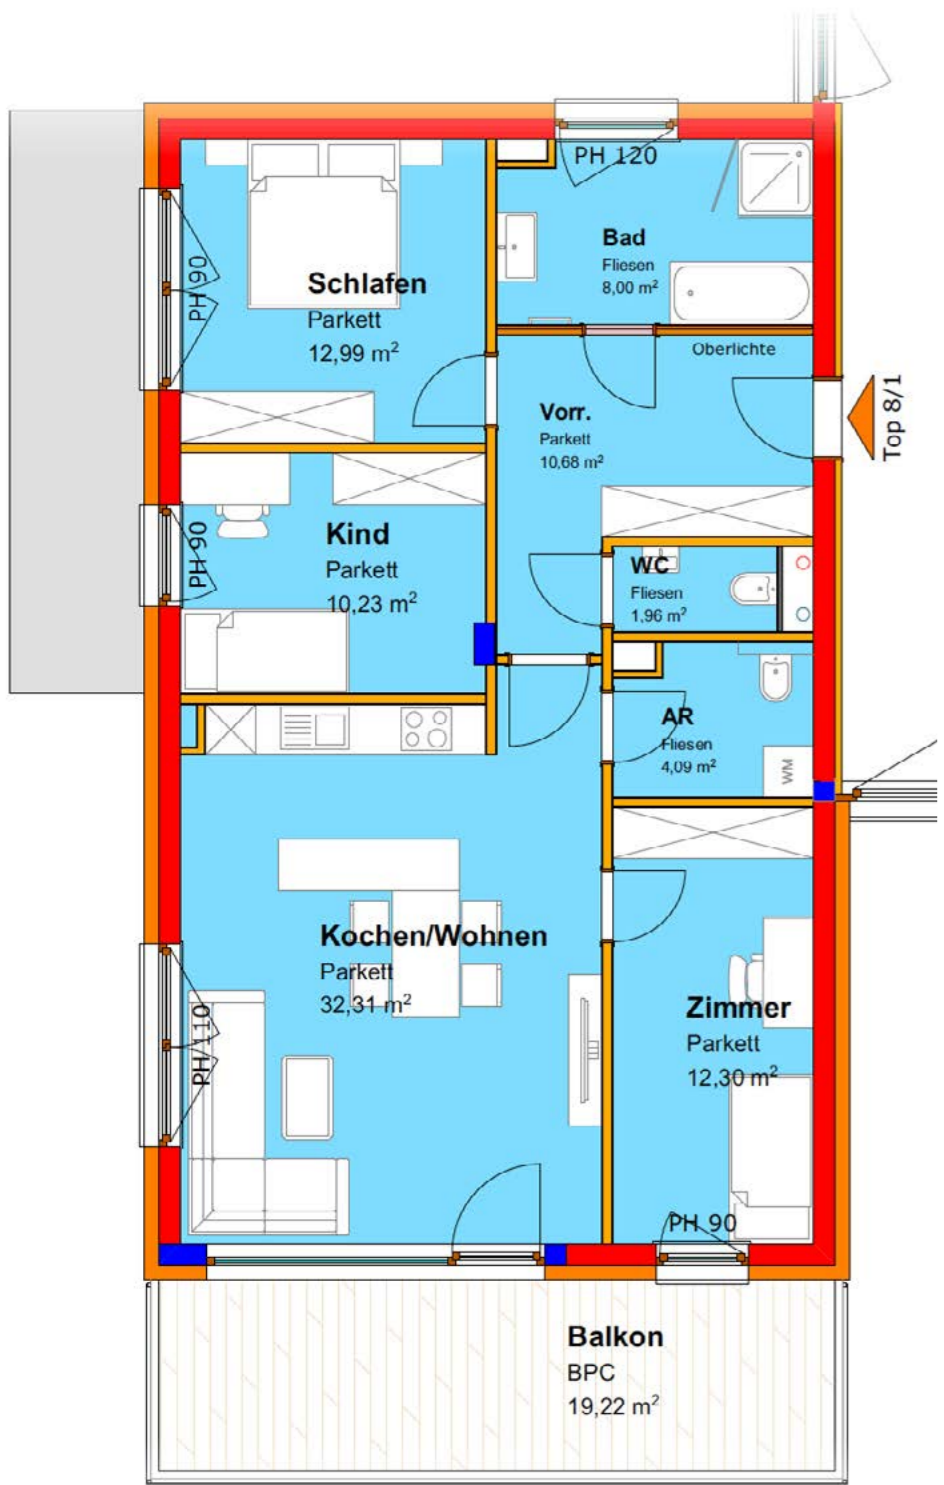 PH 120
Bad
Fliesen
8,00 m²
PH 90
Schlafen
Parkett
12,99 m²
Oberlichte
Vorr.
Parkett
10,68 m²
Top 8/1
PH 90
Kind
Parkett
10,23 m²
WC
Fliesen
1,96 m²
AR
Fliesen
4,09 m²
WM
Kochen/Wohnen
Parkett
32,31 m²
PH 110
Zimmer
Parkett
12,30 m²
PH 90
Balkon
BPC
19,22 m²